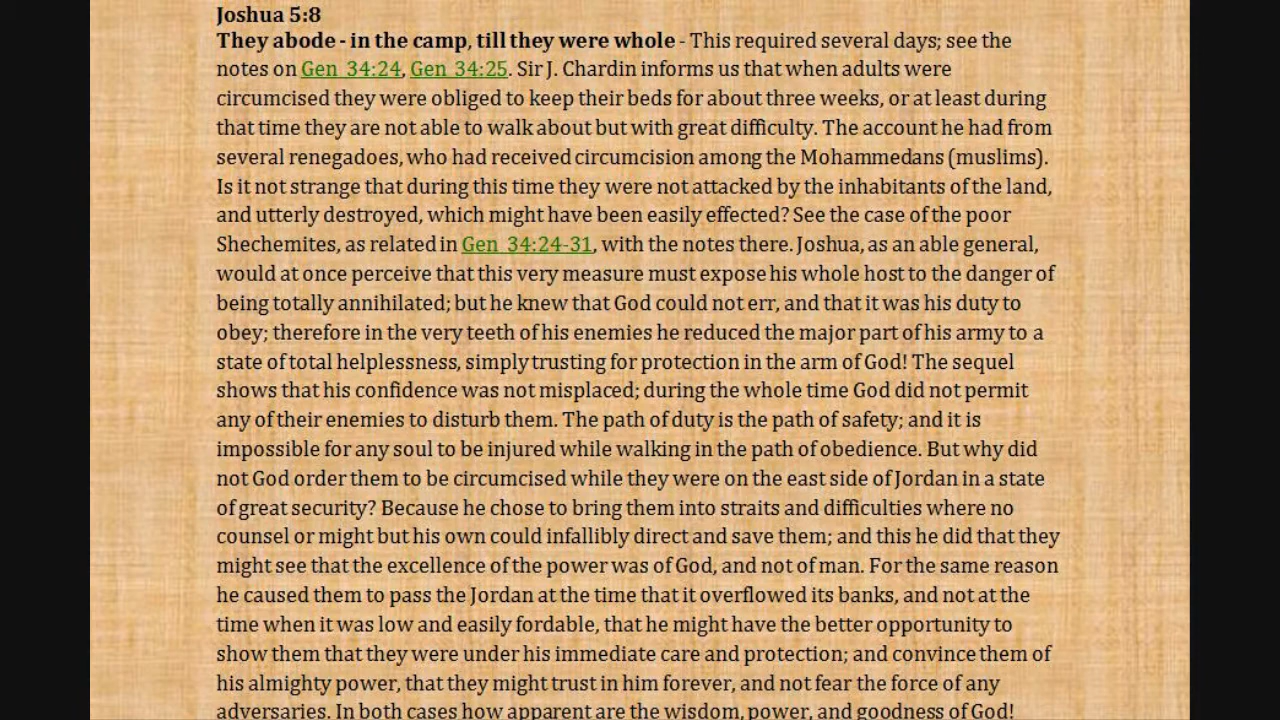 Joshua 5:8
They abode - in the camp, till they were whole - This required several days; see the
notes on Gen_34:24, Gen_34:25. Sir J. Chardin informs us that when adults were
circumcised they were obliged to keep their beds for about three weeks, or at least during
that time they are not able to walk about but with great difficulty. The account he had from
several renegadoes, who had received circumcision among the Mohammedans (muslims).
Is it not strange that during this time they were not attacked by the inhabitants of the land,
and utterly destroyed, which might have been easily effected? See the case of the poor
Shechemites, as related in Gen_34:24-31, with the notes there. Joshua, as an able general,
would at once perceive that this very measure must expose his whole host to the danger of
being totally annihilated; but he knew that God could not err, and that it was his duty to
obey; therefore in the very teeth of his enemies he reduced the major part of his army to a
state of total helplessness, simply trusting for protection in the arm of God! The sequel
shows that his confidence was not misplaced; during the whole time God did not permit
any of their enemies to disturb them. The path of duty is the path of safety; and it is
impossible for any soul to be injured while walking in the path of obedience. But why did
not God order them to be circumcised while they were on the east side of Jordan in a state
of great security? Because he chose to bring them into straits and difficulties where no
counsel or might but his own could infallibly direct and save them; and this he did that they
might see that the excellence of the power was of God, and not of man. For the same reason
he caused them to pass the Jordan at the time that it overflowed its banks, and not at the
time when it was low and easily fordable, that he might have the better opportunity to
show them that they were under his immediate care and protection; and convince them of
his almighty power, that they might trust in him forever, and not fear the force of any
adversaries. In both cases how apparent are the wisdom, power, and goodness of God!